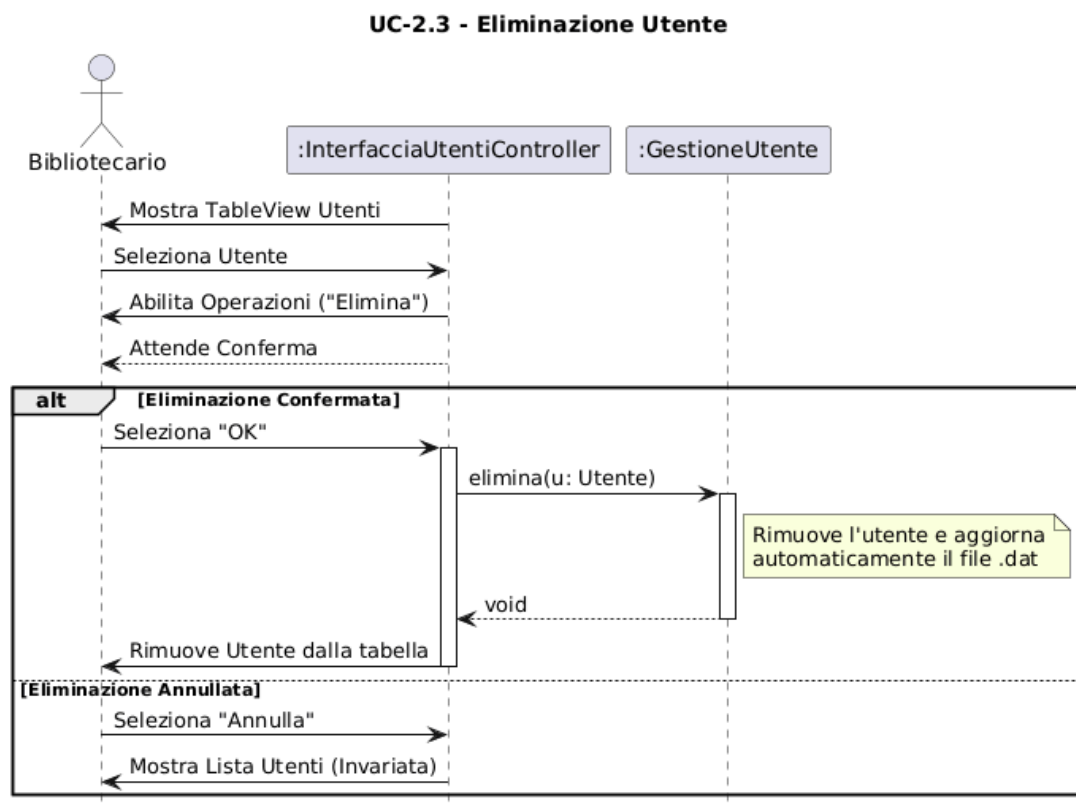 UC-2.3 - Eliminazione Utente
Bibliotecario
:InterfacciaUtentiController
:GestioneUtente
Mostra TableView Utenti
Seleziona Utente
Abilita Operazioni ("Elimina")
Attende Conferma
alt
[Eliminazione Confermata]
Seleziona "OK"
elimina(u: Utente)
Rimuove l'utente e aggiorna
automaticamente il file .dat
void
Rimuove Utente dalla tabella
[Eliminazione Annullata]
Seleziona "Annulla"
Mostra Lista Utenti (Invariata)